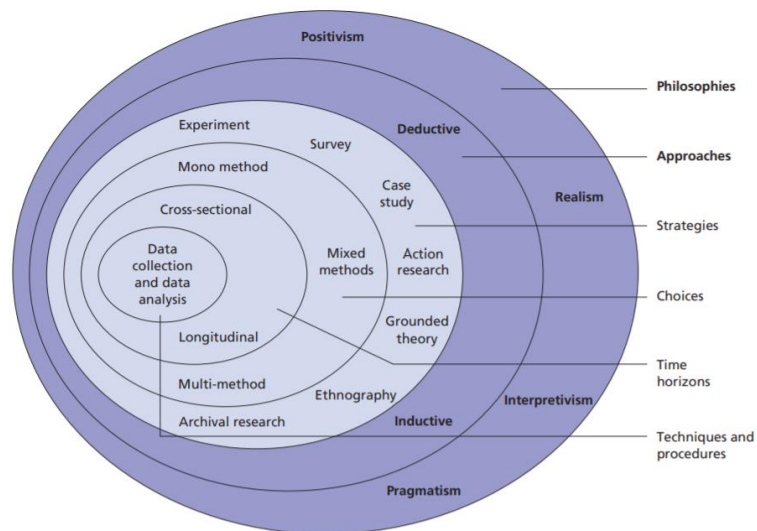 Positivism
Philosophies
Deductive
Approaches
Realism
Experiment
Survey
Mono method
Case
study
Strategies
Cross-sectional
Data
collection
and data
analysis
Mixed
methods
Action
research
Choices
Longitudinal
Grounded
theory
Time
horizons
Multi-method
Ethnography
Interpretivism
Archival research
Inductive
Techniques and
procedures
Pragmatism